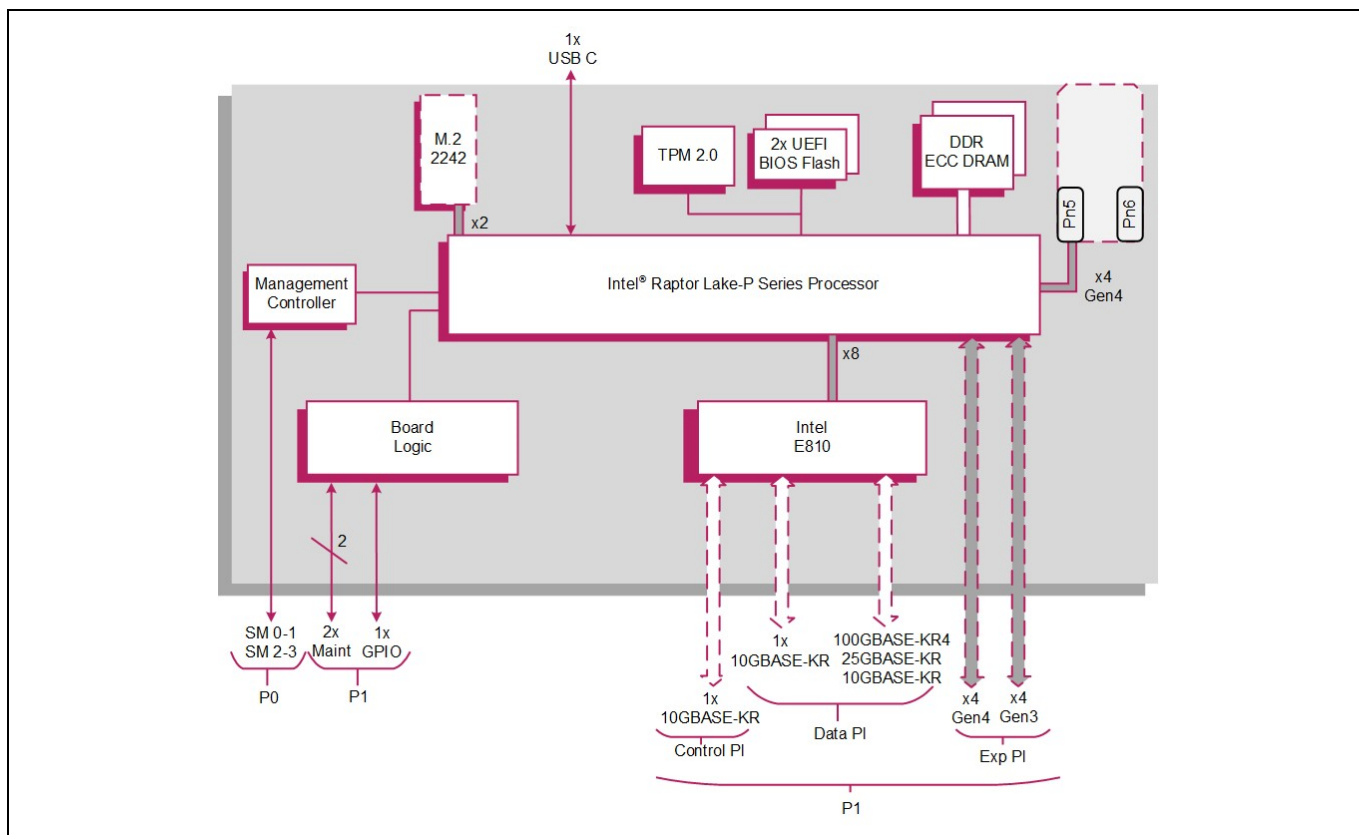 1x
USB C
M.2
2242
x2
TPM 2.0
2x UEFI
BIOS Flash
DDR
ECC DRAM
Pn5
Pn6
x4
Gen4
Management
Controller
Intel® Raptor Lake-P Series Processor
x8
Board
Logic
Intel
E810
2
SM 0-1
SM 2-3
P0
2x
Maint
1x
GPIO
P1
1x
10GBASE-KR
Control Pl
1x
10GBASE-KR
100GBASE-KR4
25GBASE-KR
10GBASE-KR
Data Pl
x4
Gen4
x4
Gen3
Exp Pl
P1